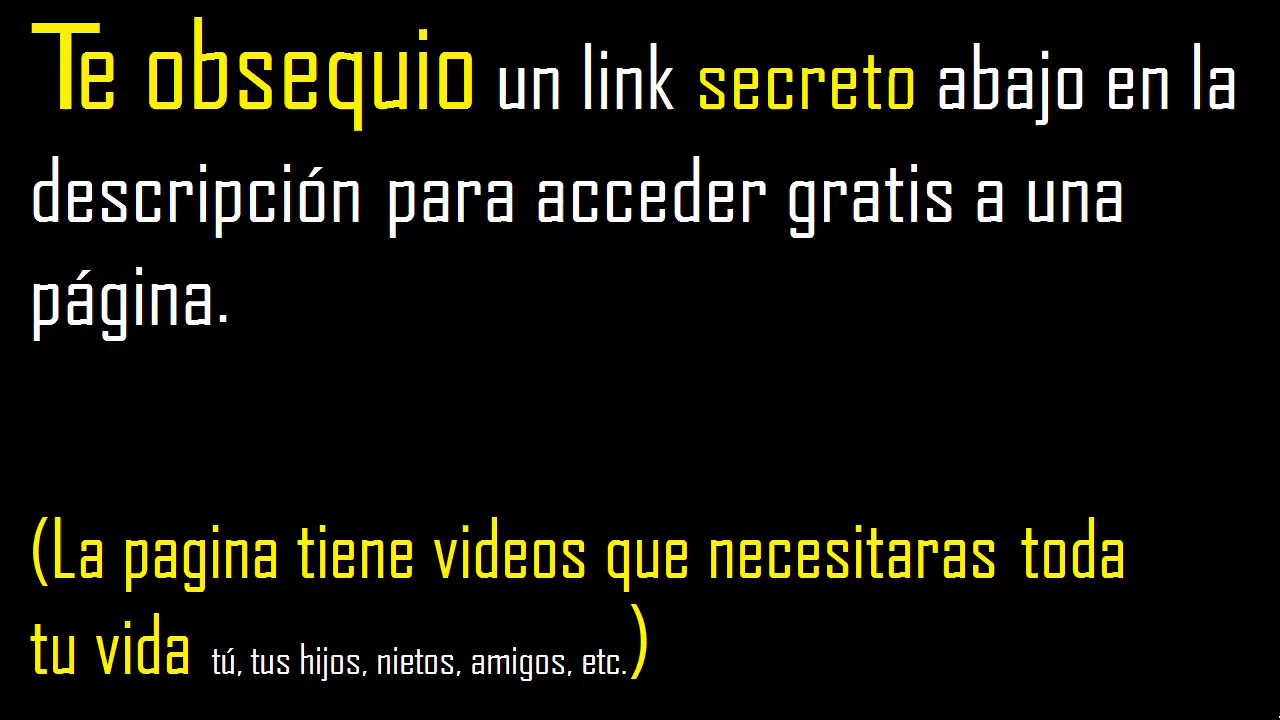 Te obsequio un link secreto abajo en la
descripción para acceder gratis a una
página.
(La pagina tiene videos que necesitaras toda
tu vida tú, tus hijos, nietos, amigos, etc.)